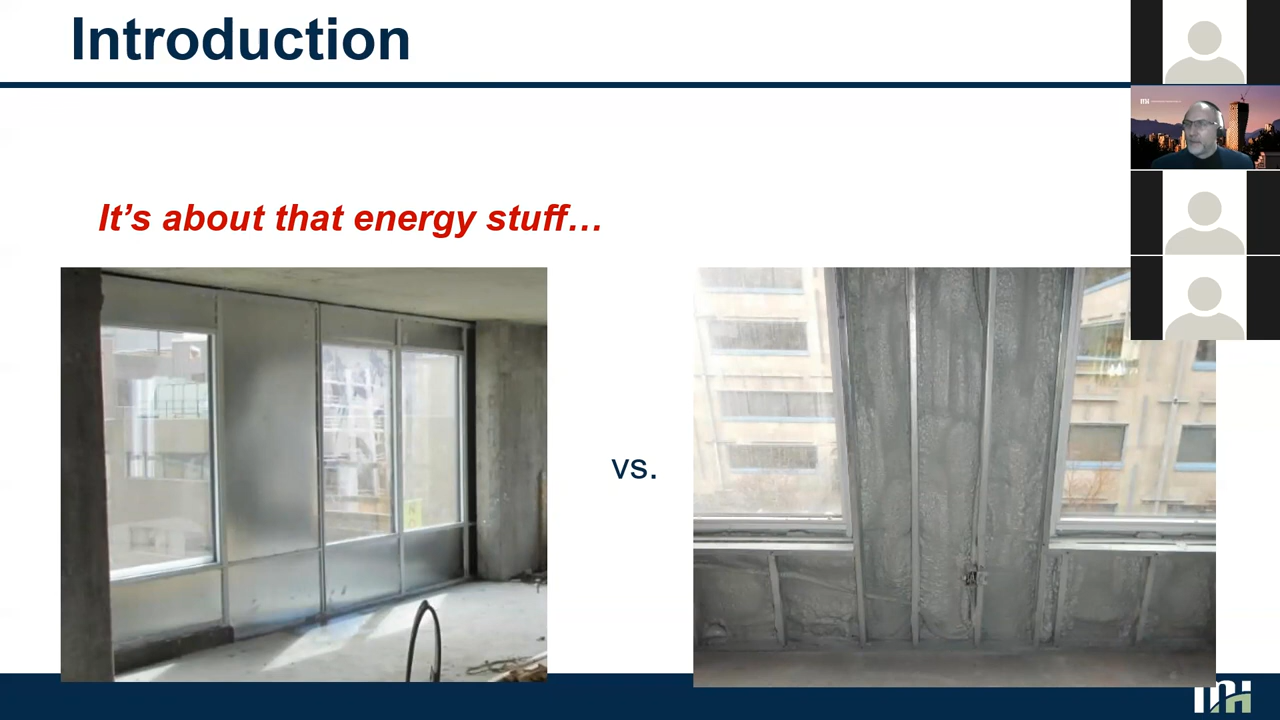 Introduction
It’s about that energy stuff…
vs.